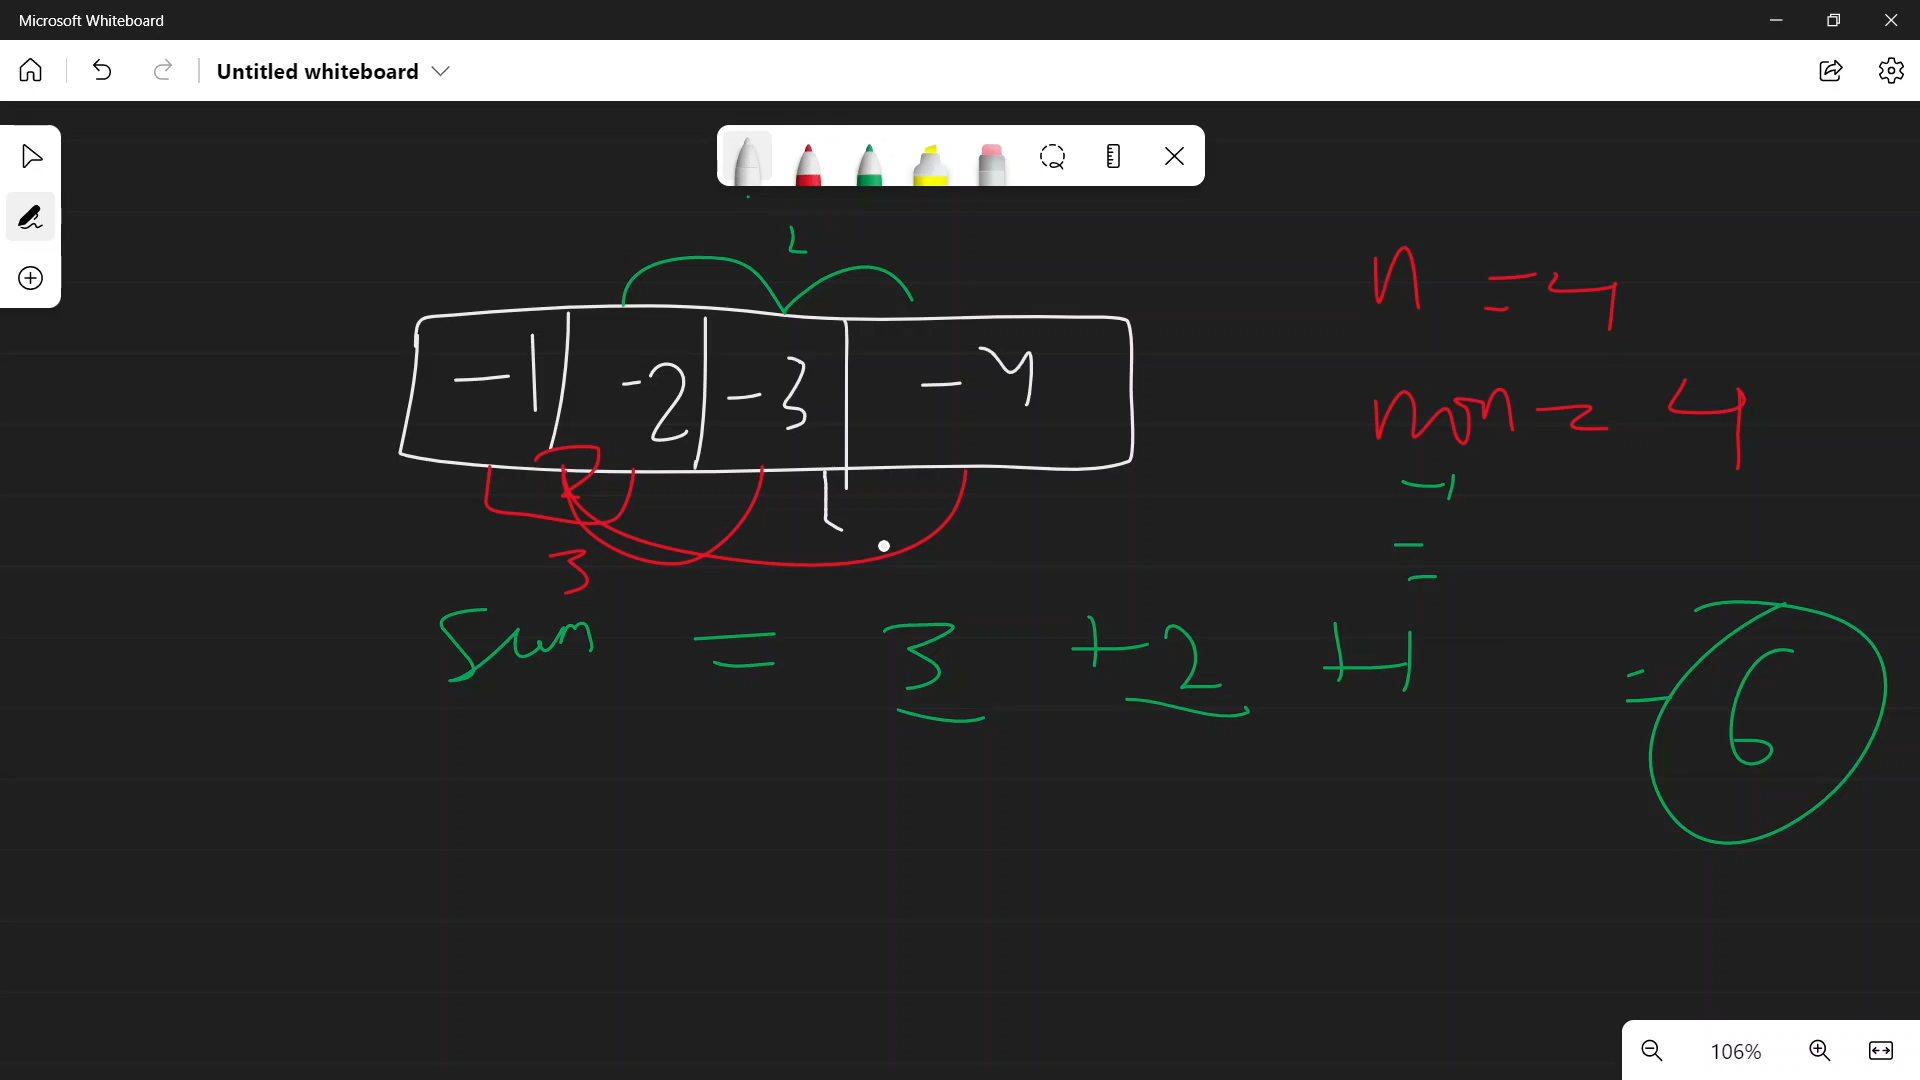 Microsoft Whiteboard
Untitled whiteboard
2
n = 4
-1 -2 -3 -4
= 4
-1
=
3
Sum = 3 + 2 + 1 = 6
106%